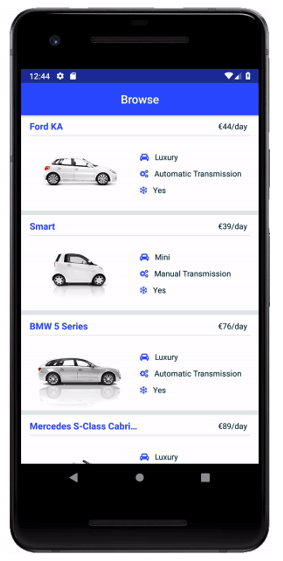 12:44
Browse
Ford KA €44/day
Luxury
Automatic Transmission
Yes
Smart €39/day
Mini
Manual Transmission
Yes
BMW 5 Series €76/day
Luxury
Automatic Transmission
Yes
Mercedes S-Class Cabri... €89/day
Luxury